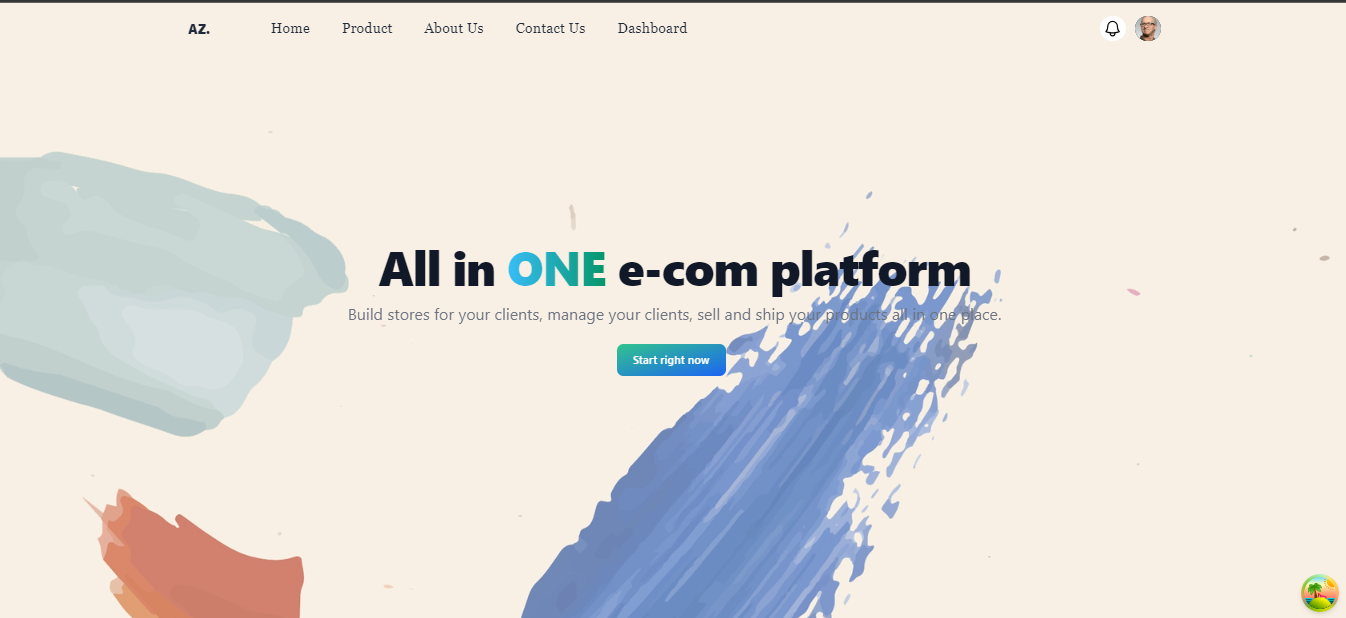 AZ. Home Product About Us Contact Us Dashboard
All in ONE e-com platform
Build stores for your clients, manage your clients, sell and ship your products all in one place.
Start right now